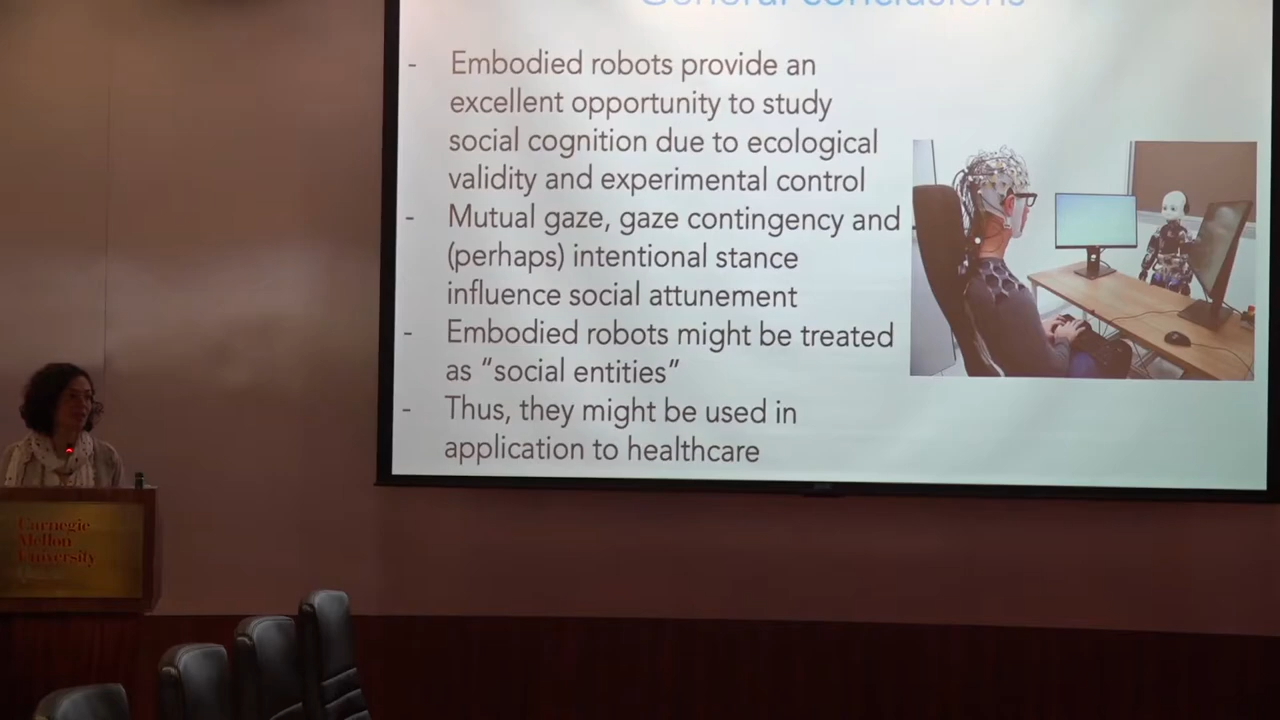 General conclusions
- Embodied robots provide an
excellent opportunity to study
social cognition due to ecological
validity and experimental control
- Mutual gaze, gaze contingency and
(perhaps) intentional stance
influence social attunement
- Embodied robots might be treated
as “social entities”
- Thus, they might be used in
application to healthcare
Carnegie
Mellon
University